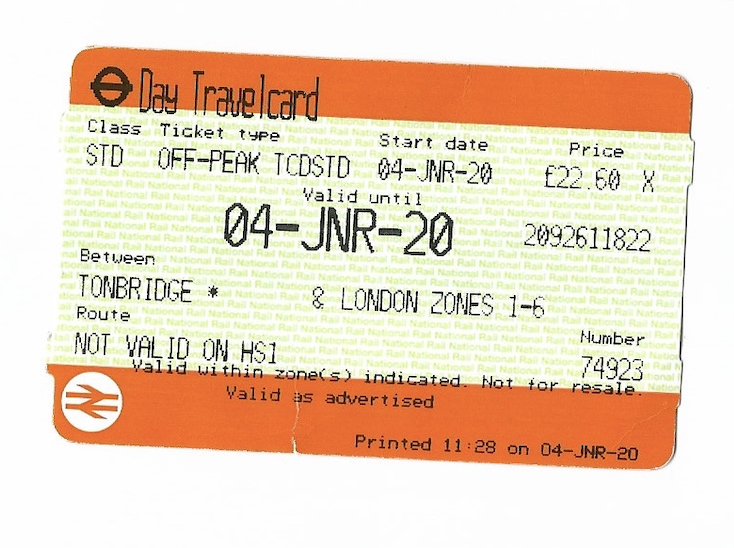 Day Travelcard
Class Ticket type Start date Price
STD OFF-PEAK TCDSTD 04-JNR-20 £22.60 X
Valid until
04-JNR-20 2092611822
Between
TONBRIDGE * & LONDON ZONES 1-6
Route Number
NOT VALID ON HS1 74923
Valid within zone(s) indicated. Not for resale.
Valid as advertised
Printed 11:28 on 04-JNR-20